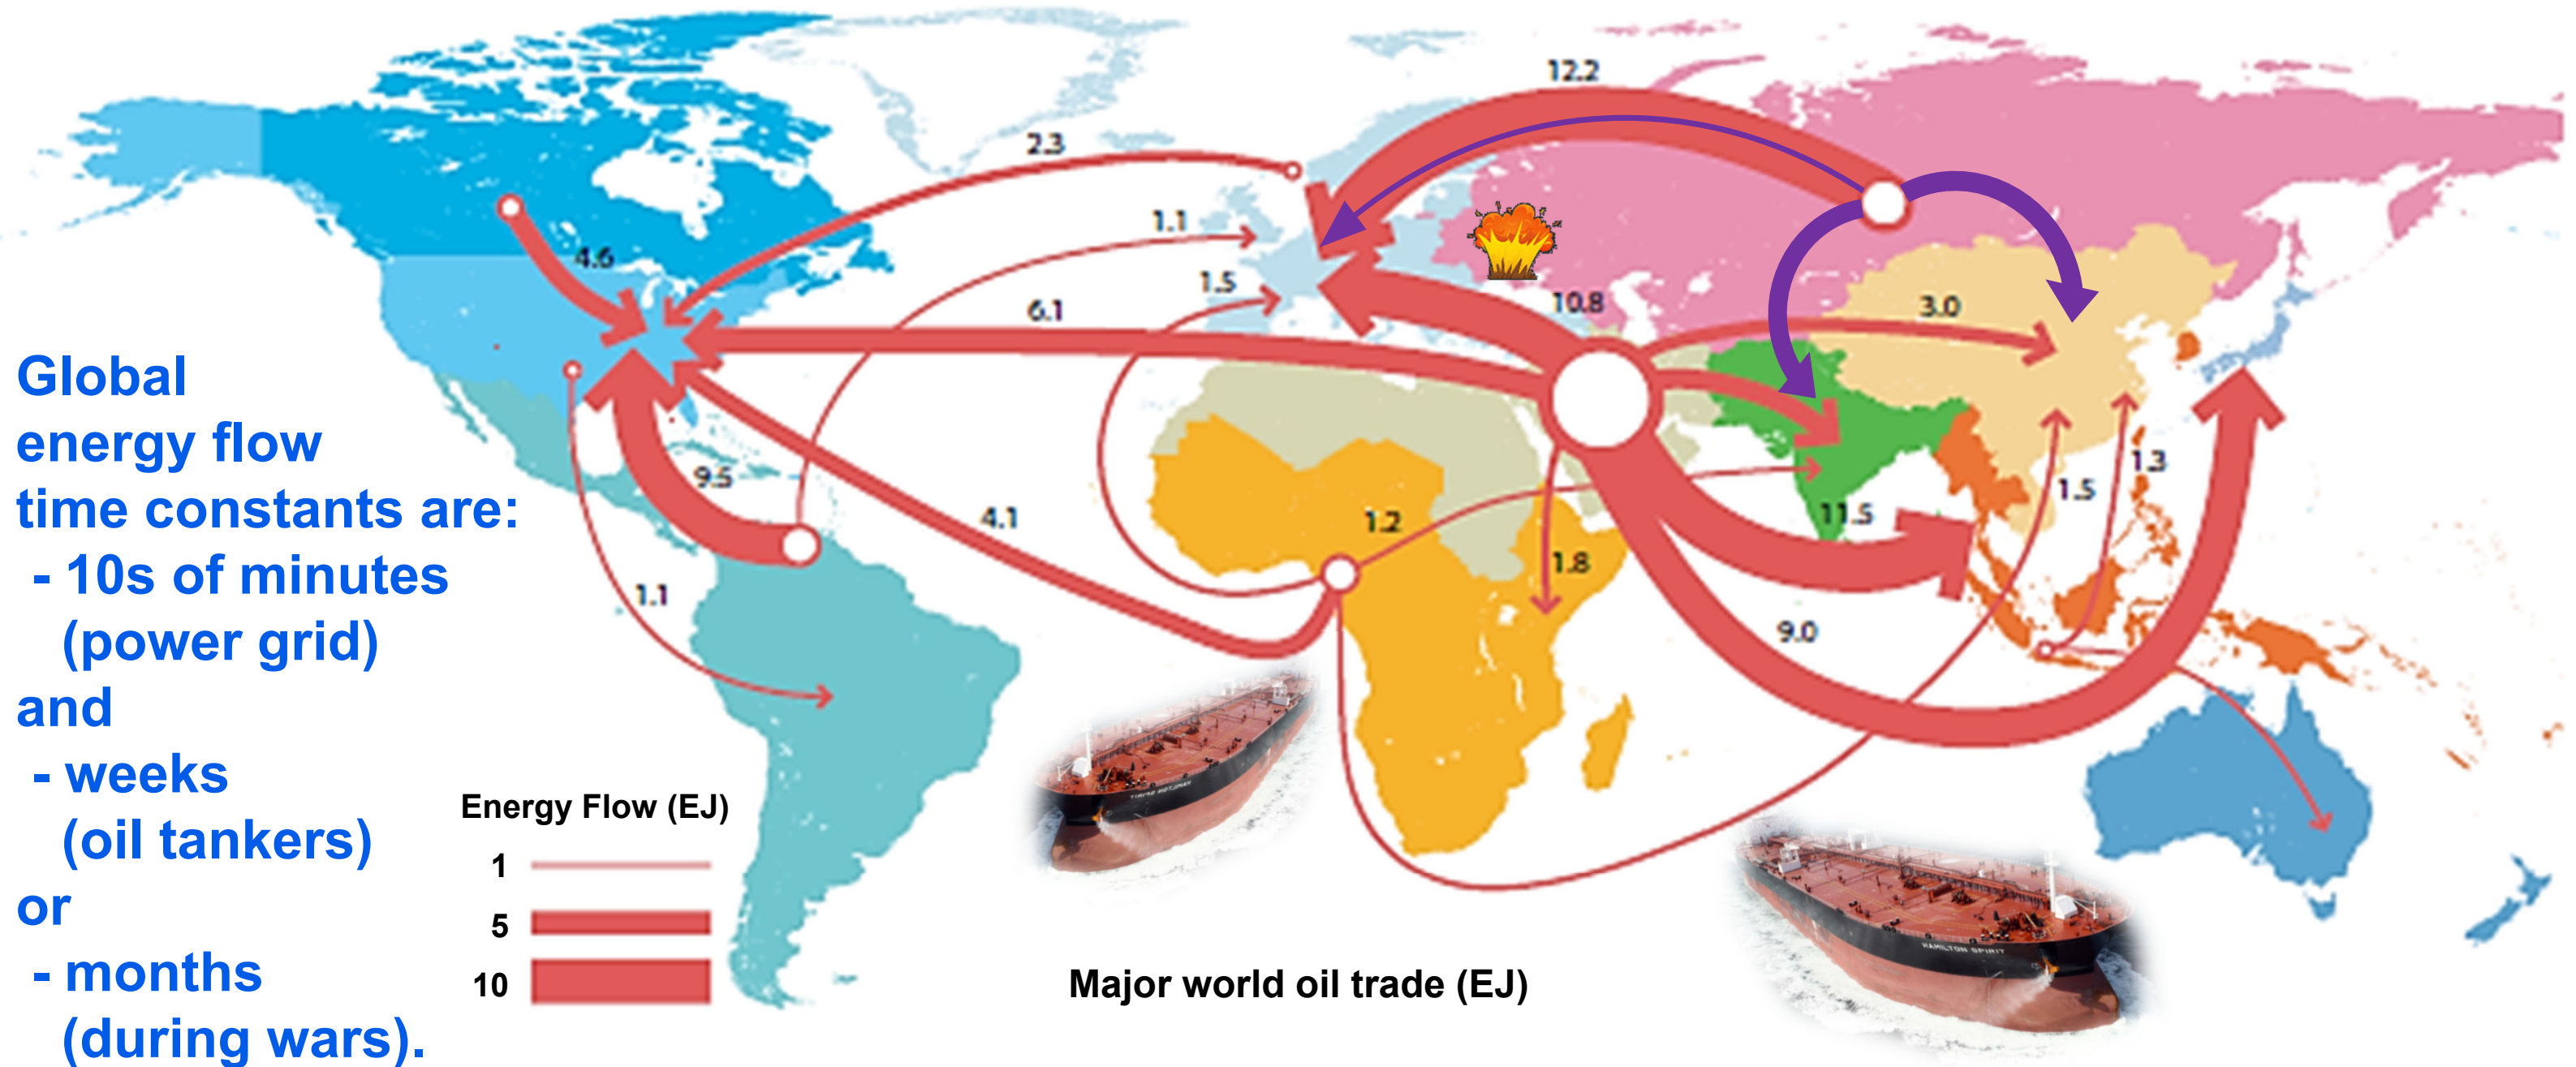 Global
energy flow
time constants are:
- 10s of minutes
(power grid)
and
- weeks
(oil tankers)
or
- months
(during wars).
12.2
2.3
1.1
4.6
1.5
6.1
10.8
3.0
9.5
4.1
1.2
1.8
11.5
1.5
1.3
1.1
9.0
Energy Flow (EJ)
1
5
10
Major world oil trade (EJ)
HAMILTON SPIRIT